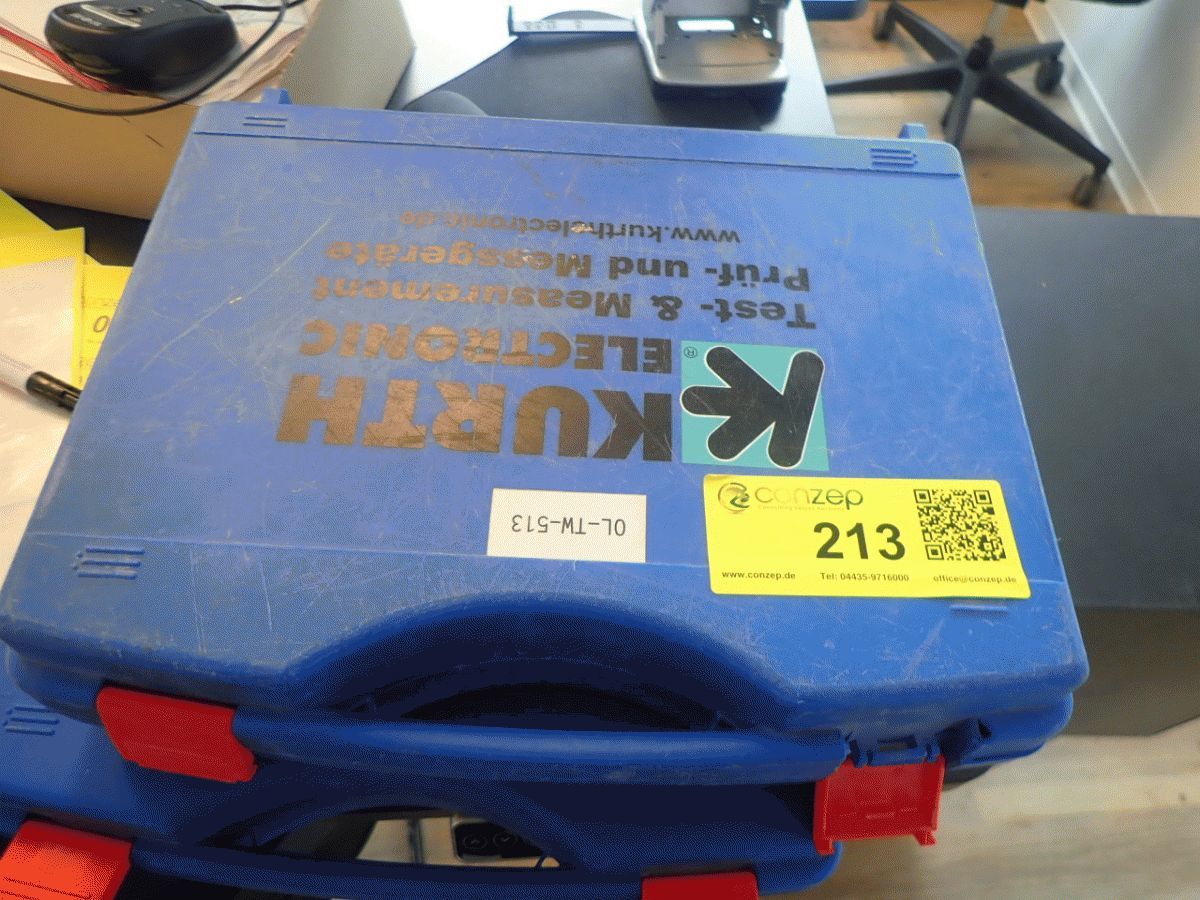 KURTH
ELECTRONIC®
Test- & Measurement
Prüf- und Messgeräte
www.kurthelectronic.de
OL-TW-513
conzep
213
www.conzep.de Tel: 04435-9716000 office@conzep.de
0